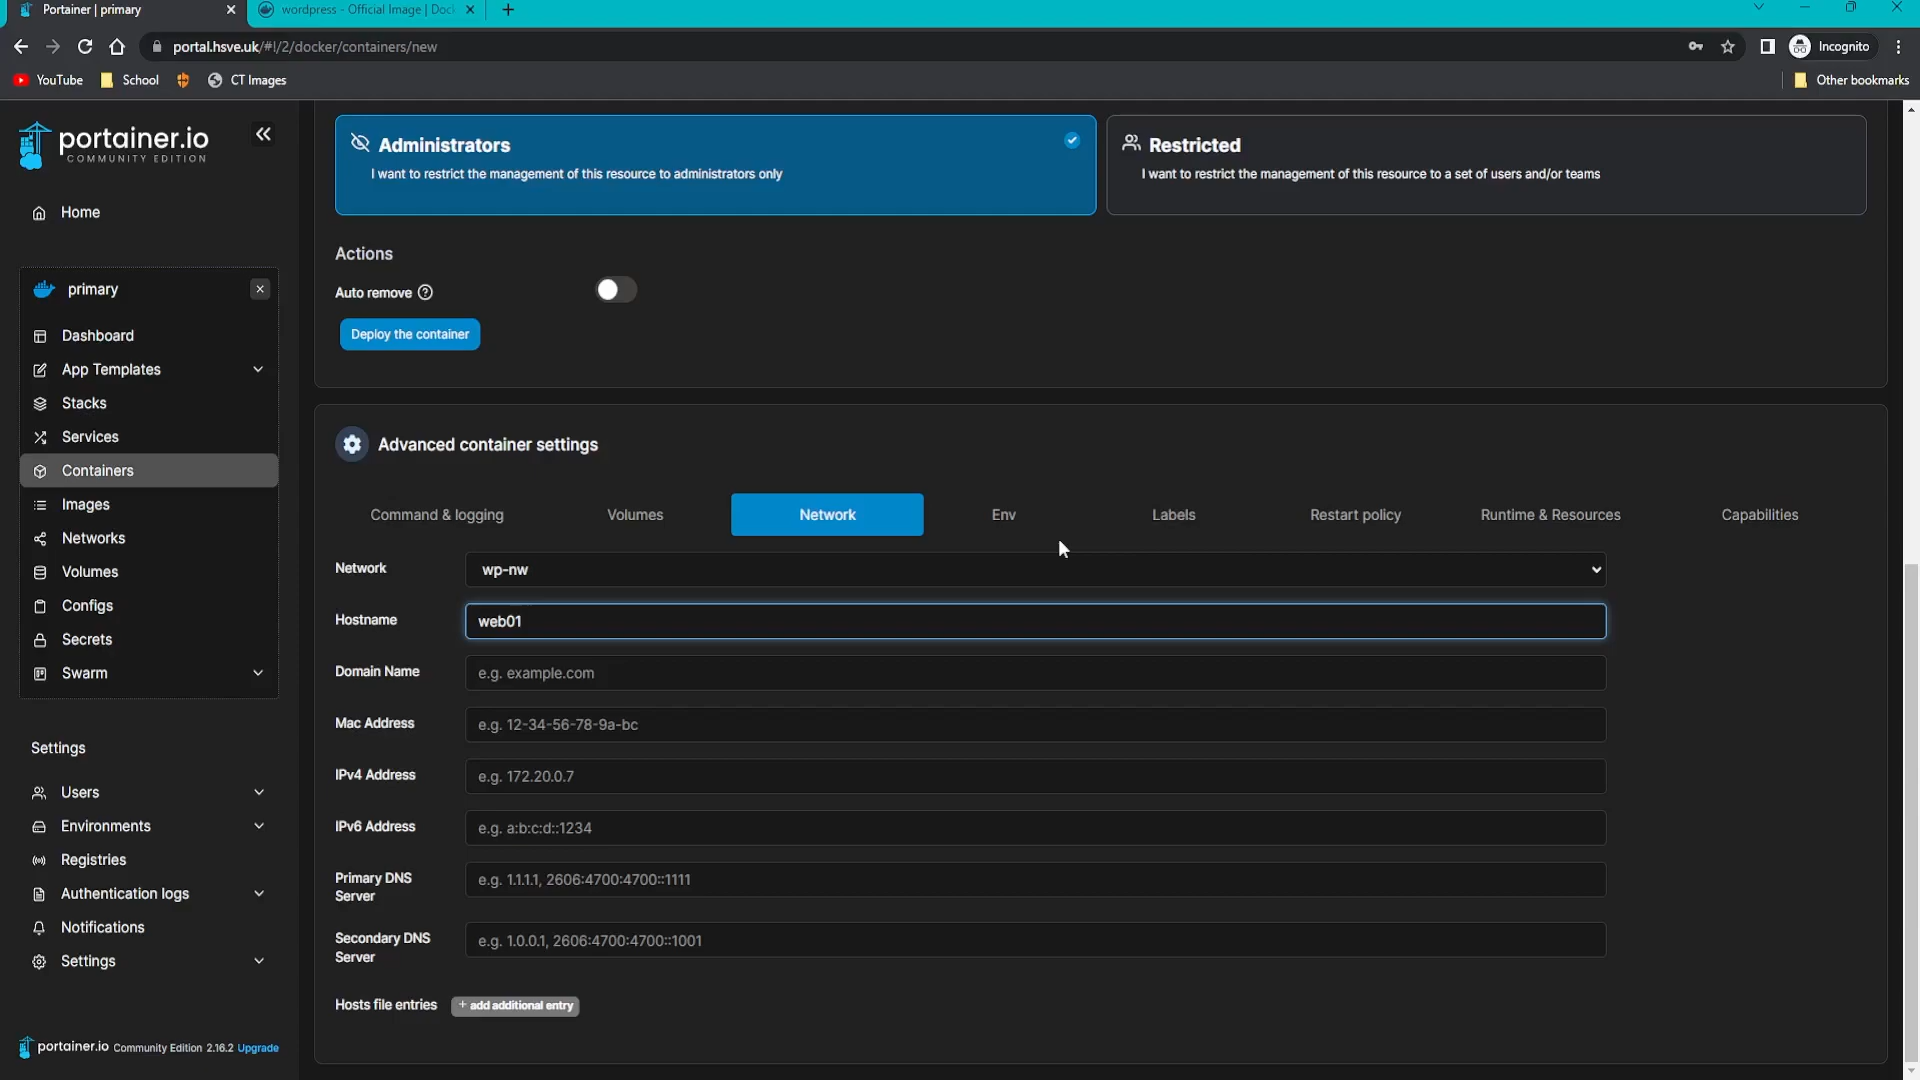 Portainer | primary
wordpress - Official Image | Doc
portal.hsve.uk/#!/2/docker/containers/new
Incognito
YouTube
School
CT Images
Other bookmarks
portainer.io
COMMUNITY EDITION
Home
primary
Dashboard
App Templates
Stacks
Services
Containers
Images
Networks
Volumes
Configs
Secrets
Swarm
Settings
Users
Environments
Registries
Authentication logs
Notifications
Settings
portainer.io Community Edition 2.16.2 Upgrade
Administrators
I want to restrict the management of this resource to administrators only
Restricted
I want to restrict the management of this resource to a set of users and/or teams
Actions
Auto remove
Deploy the container
Advanced container settings
Command & logging
Volumes
Network
Env
Labels
Restart policy
Runtime & Resources
Capabilities
Network
wp-nw
Hostname
web01
Domain Name
e.g. example.com
Mac Address
e.g. 12-34-56-78-9a-bc
IPv4 Address
e.g. 172.20.0.7
IPv6 Address
e.g. a:b:c:d::1234
Primary DNS
Server
e.g. 1.1.1.1, 2606:4700:4700::1111
Secondary DNS
Server
e.g. 1.0.0.1, 2606:4700:4700::1001
Hosts file entries
+ add additional entry